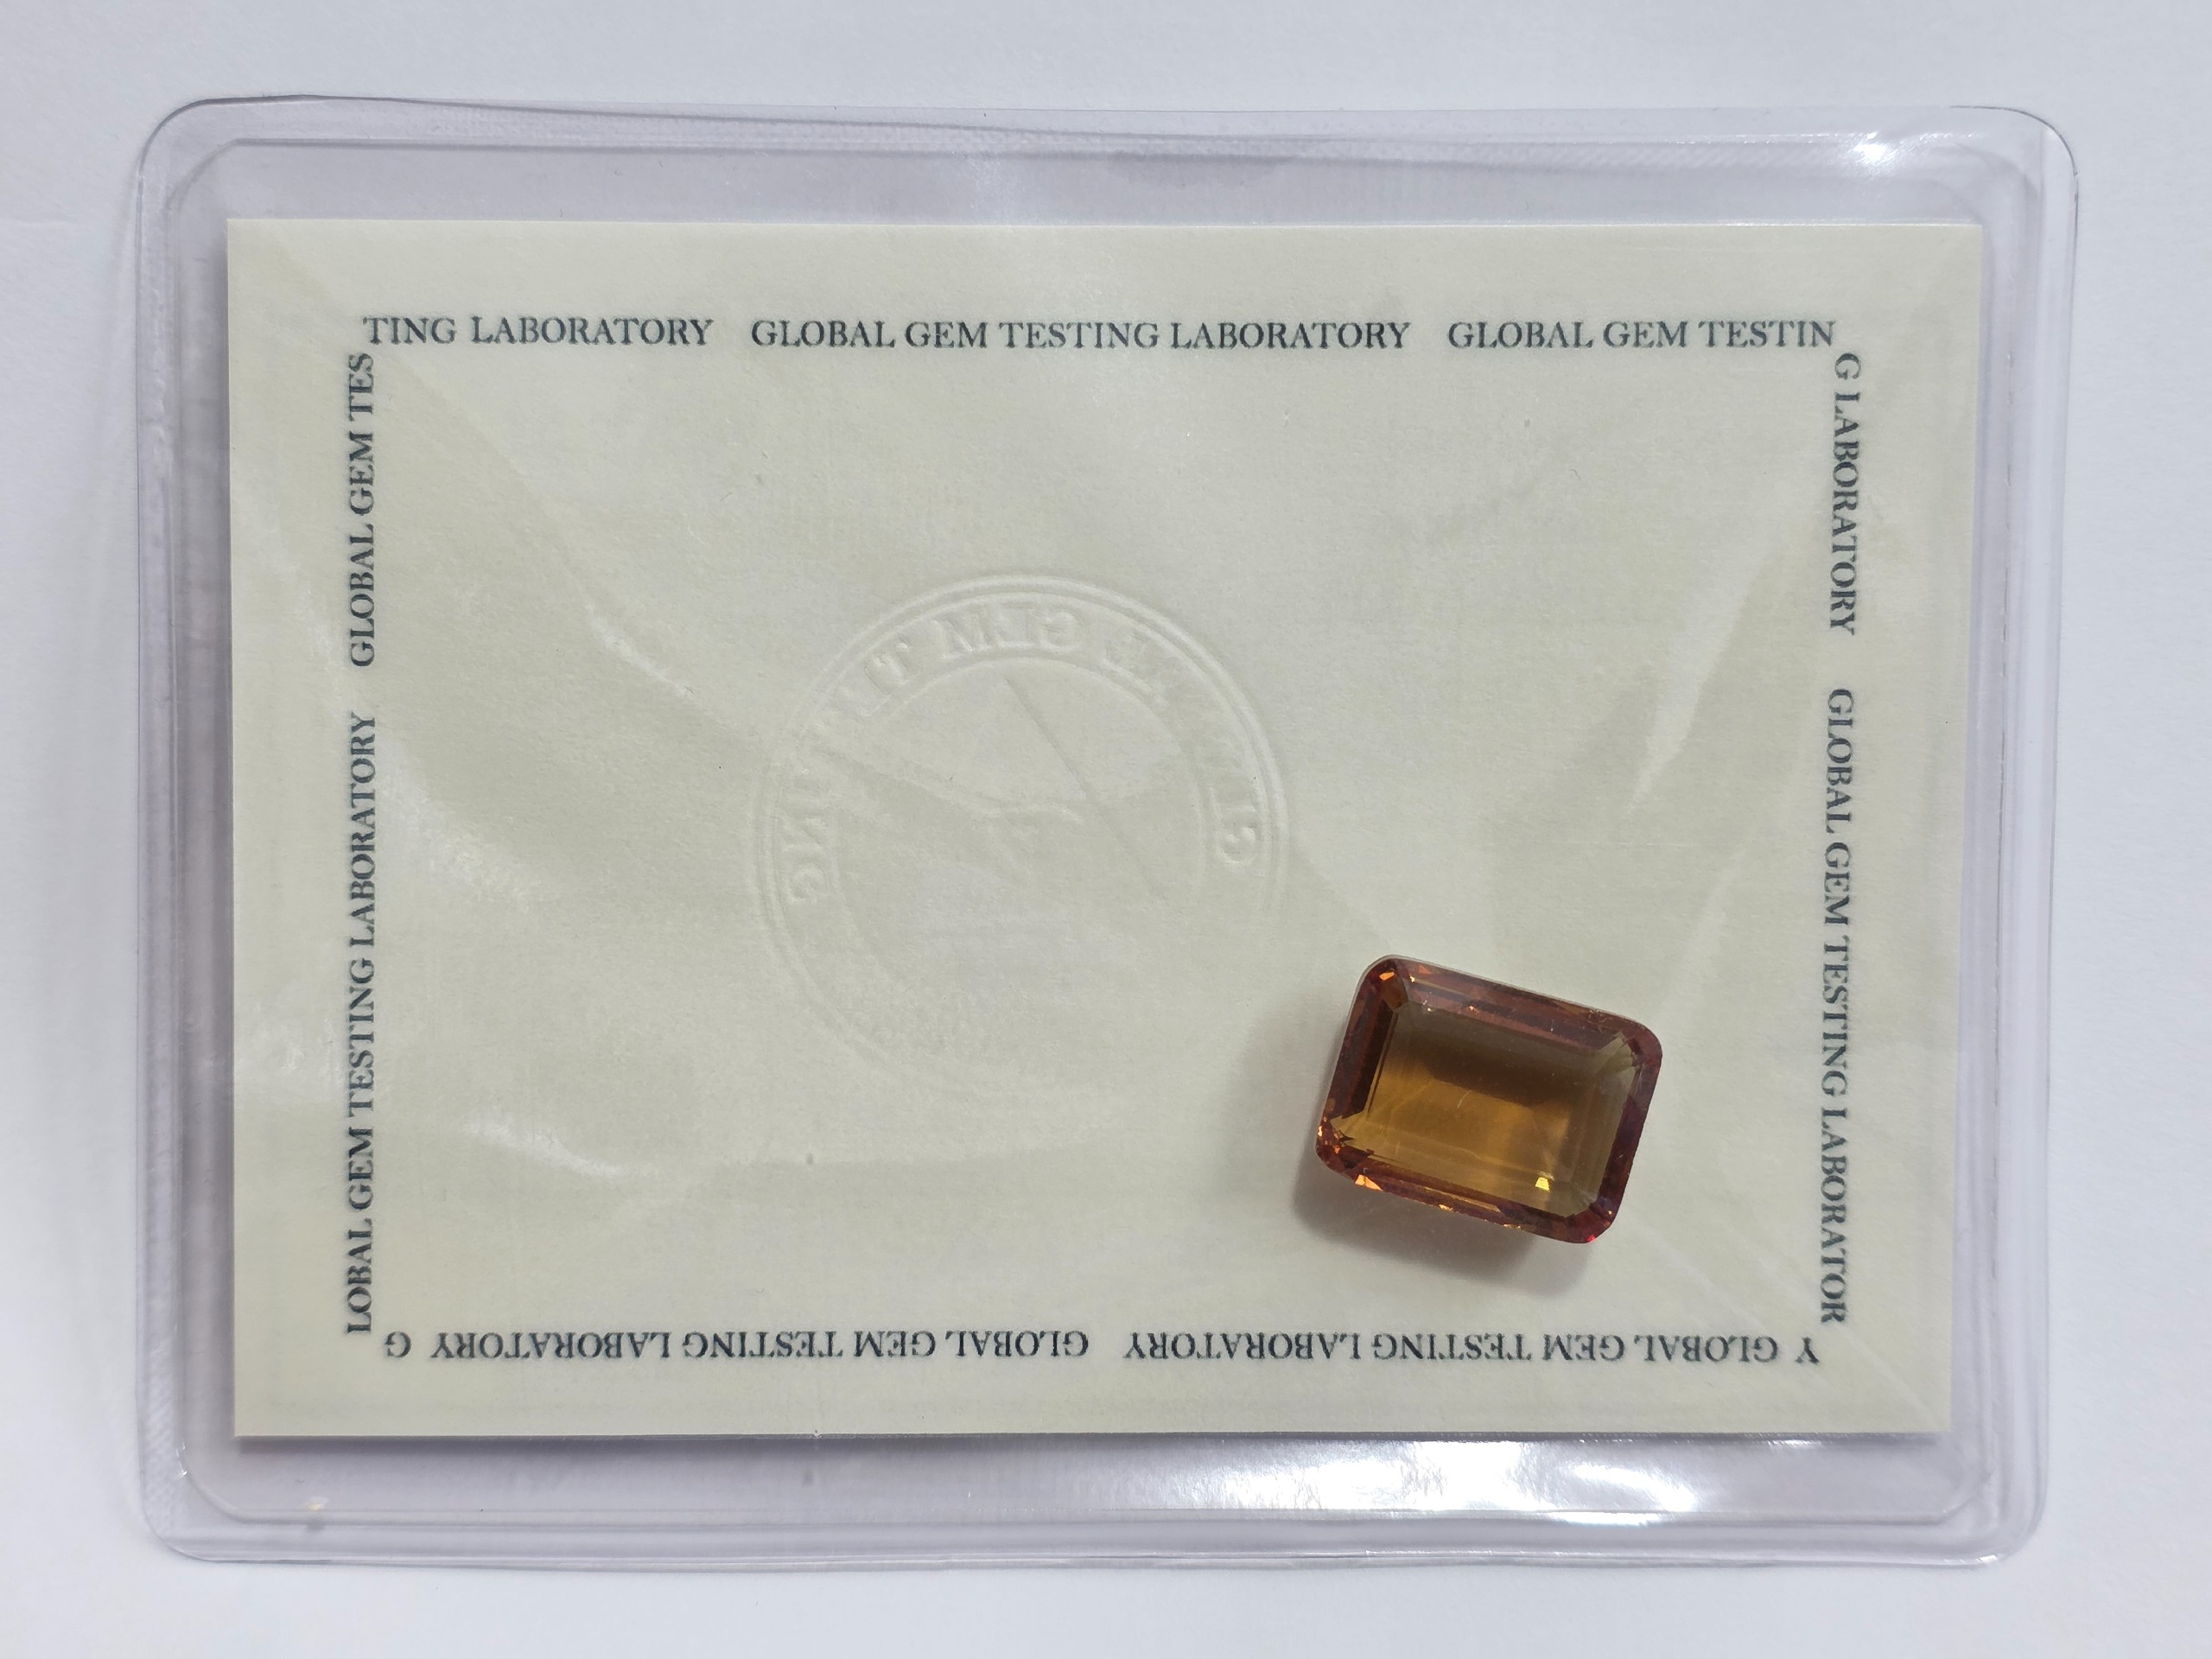 TING LABORATORY GLOBAL GEM TESTING LABORATORY GLOBAL GEM TESTIN
G LABORATORY GLOBAL GEM TESTING LABORATOR
Y GLOBAL GEM TESTING LABORATORY GLOBAL GEM TESTING LABORATORY G
LOBAL GEM TESTING LABORATORY GLOBAL GEM TES
GEM